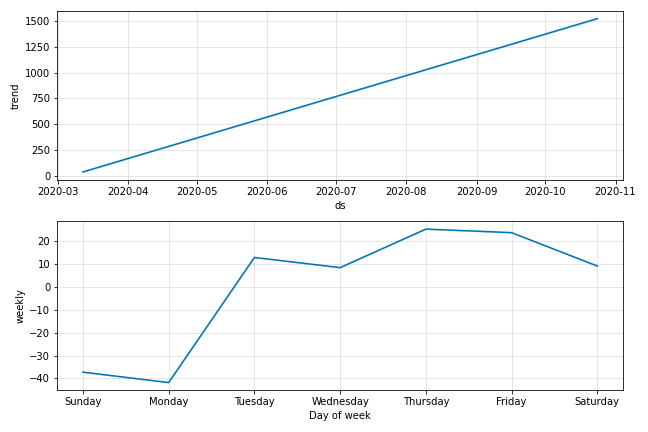 1500
1250
1000
750
500
250
0
trend
2020-03 2020-04 2020-05 2020-06 2020-07 2020-08 2020-09 2020-10 2020-11
ds
20
10
0
−10
−20
−30
−40
weekly
Sunday Monday Tuesday Wednesday Thursday Friday Saturday
Day of week